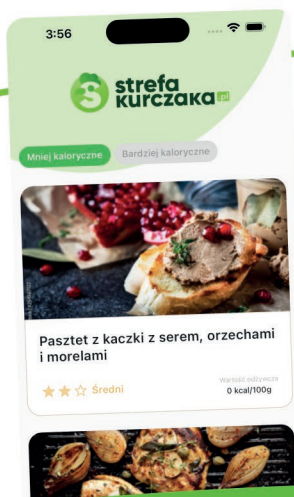 3:56
strefa
kurczaka.pl
Mniej kaloryczne Bardziej kaloryczne
Pasztet z kaczki z serem, orzechami
i morelami
Średni
Wartość odżywcza
0 kcal/100g